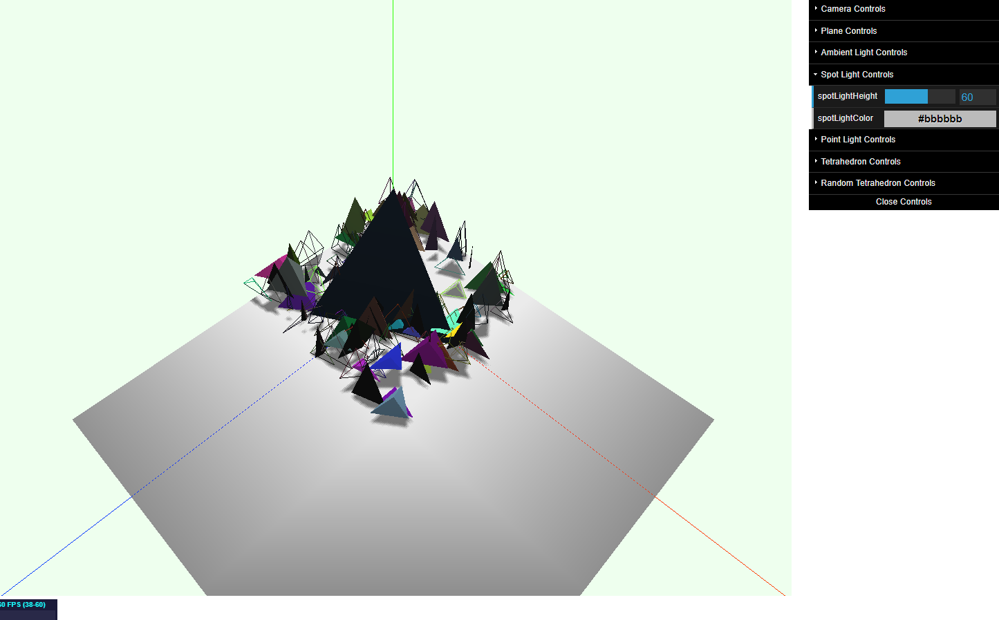 Camera Controls
Plane Controls
Ambient Light Controls
Spot Light Controls
spotLightHeight 60
spotLightColor #bbbbbb
Point Light Controls
Tetrahedron Controls
Random Tetrahedron Controls
Close Controls
60 FPS (38-60)